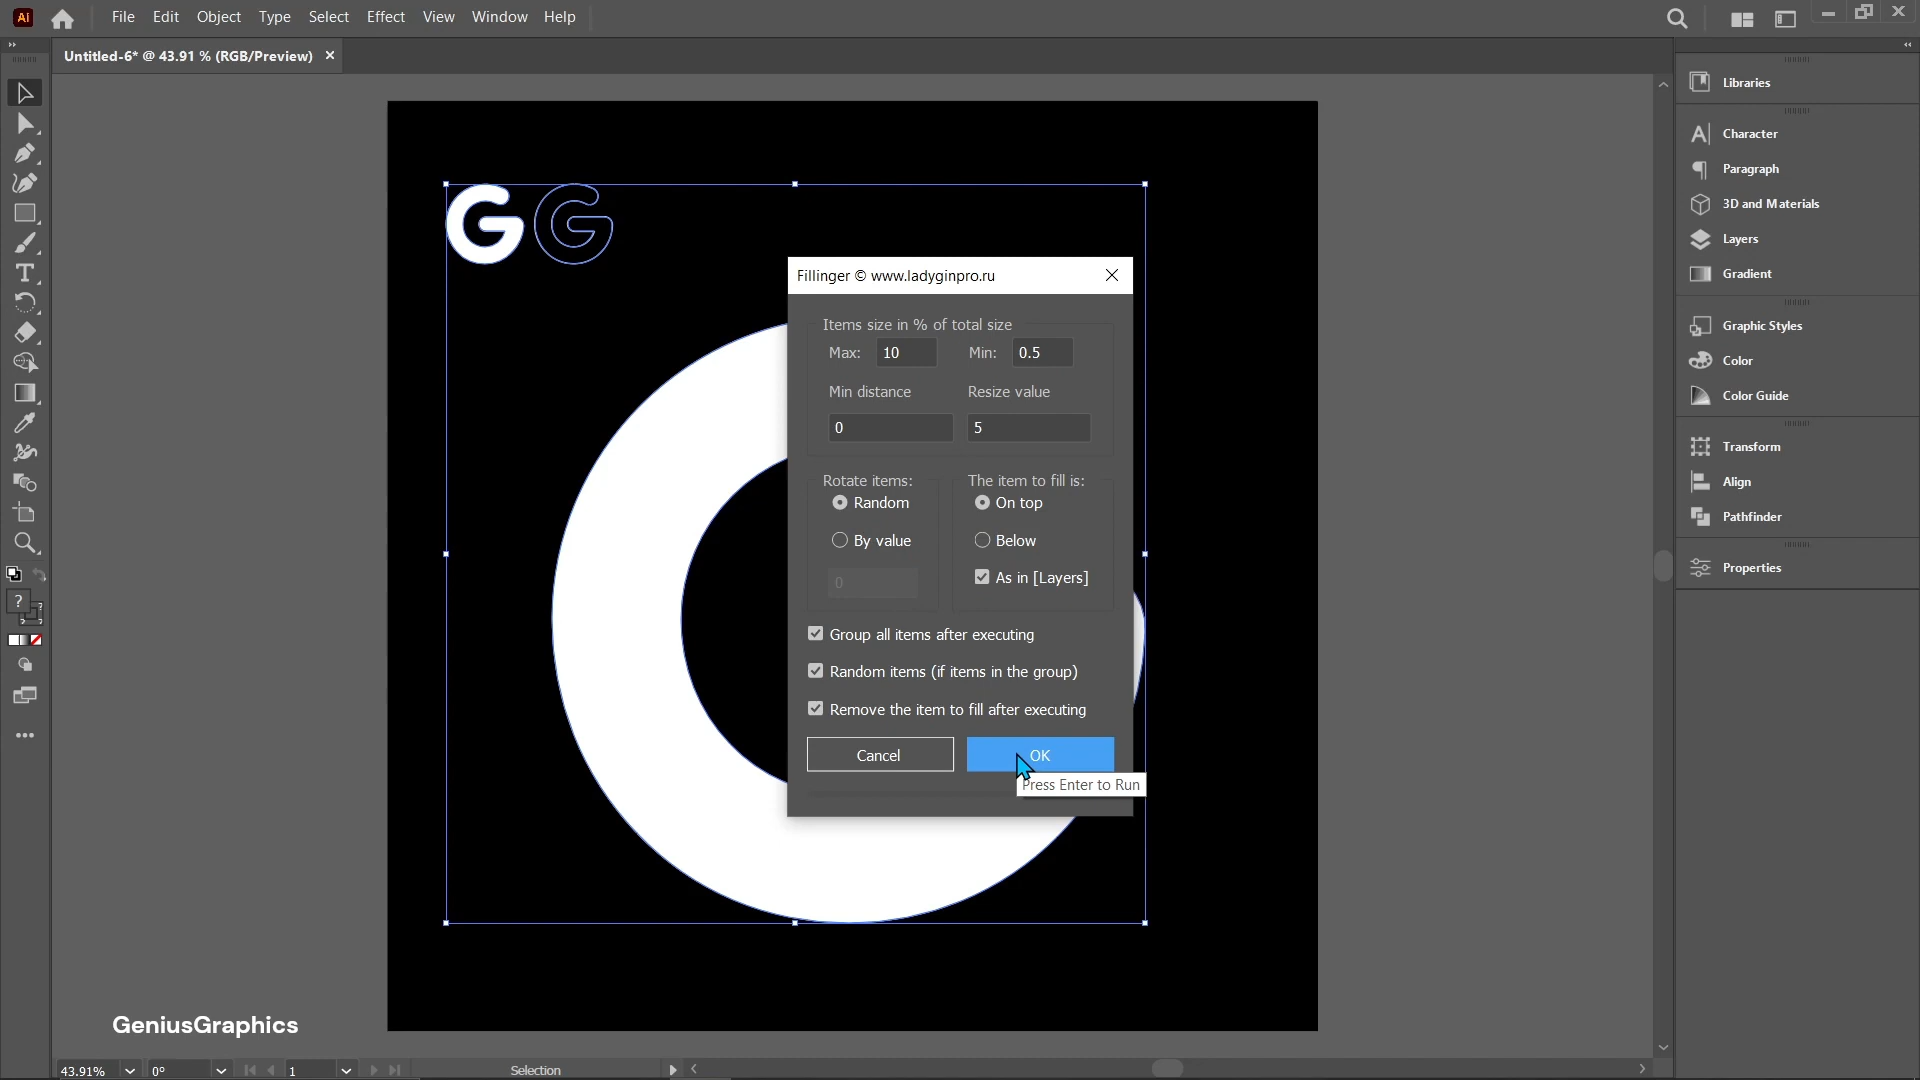 Ai File Edit Object Type Select Effect View Window Help
Untitled-6* @ 43.91 % (RGB/Preview)
G G
Fillinger © www.ladyginpro.ru
Items size in % of total size
Max: 10 Min: 0.5
Min distance Resize value
0 5
Rotate items: The item to fill is:
Random On top
By value Below
0 As in [Layers]
Group all items after executing
Random items (if items in the group)
Remove the item to fill after executing
Cancel OK
Press Enter to Run
Libraries
Character
Paragraph
3D and Materials
Layers
Gradient
Graphic Styles
Color
Color Guide
Transform
Align
Pathfinder
Properties
GeniusGraphics
43.91% 0° 1 Selection